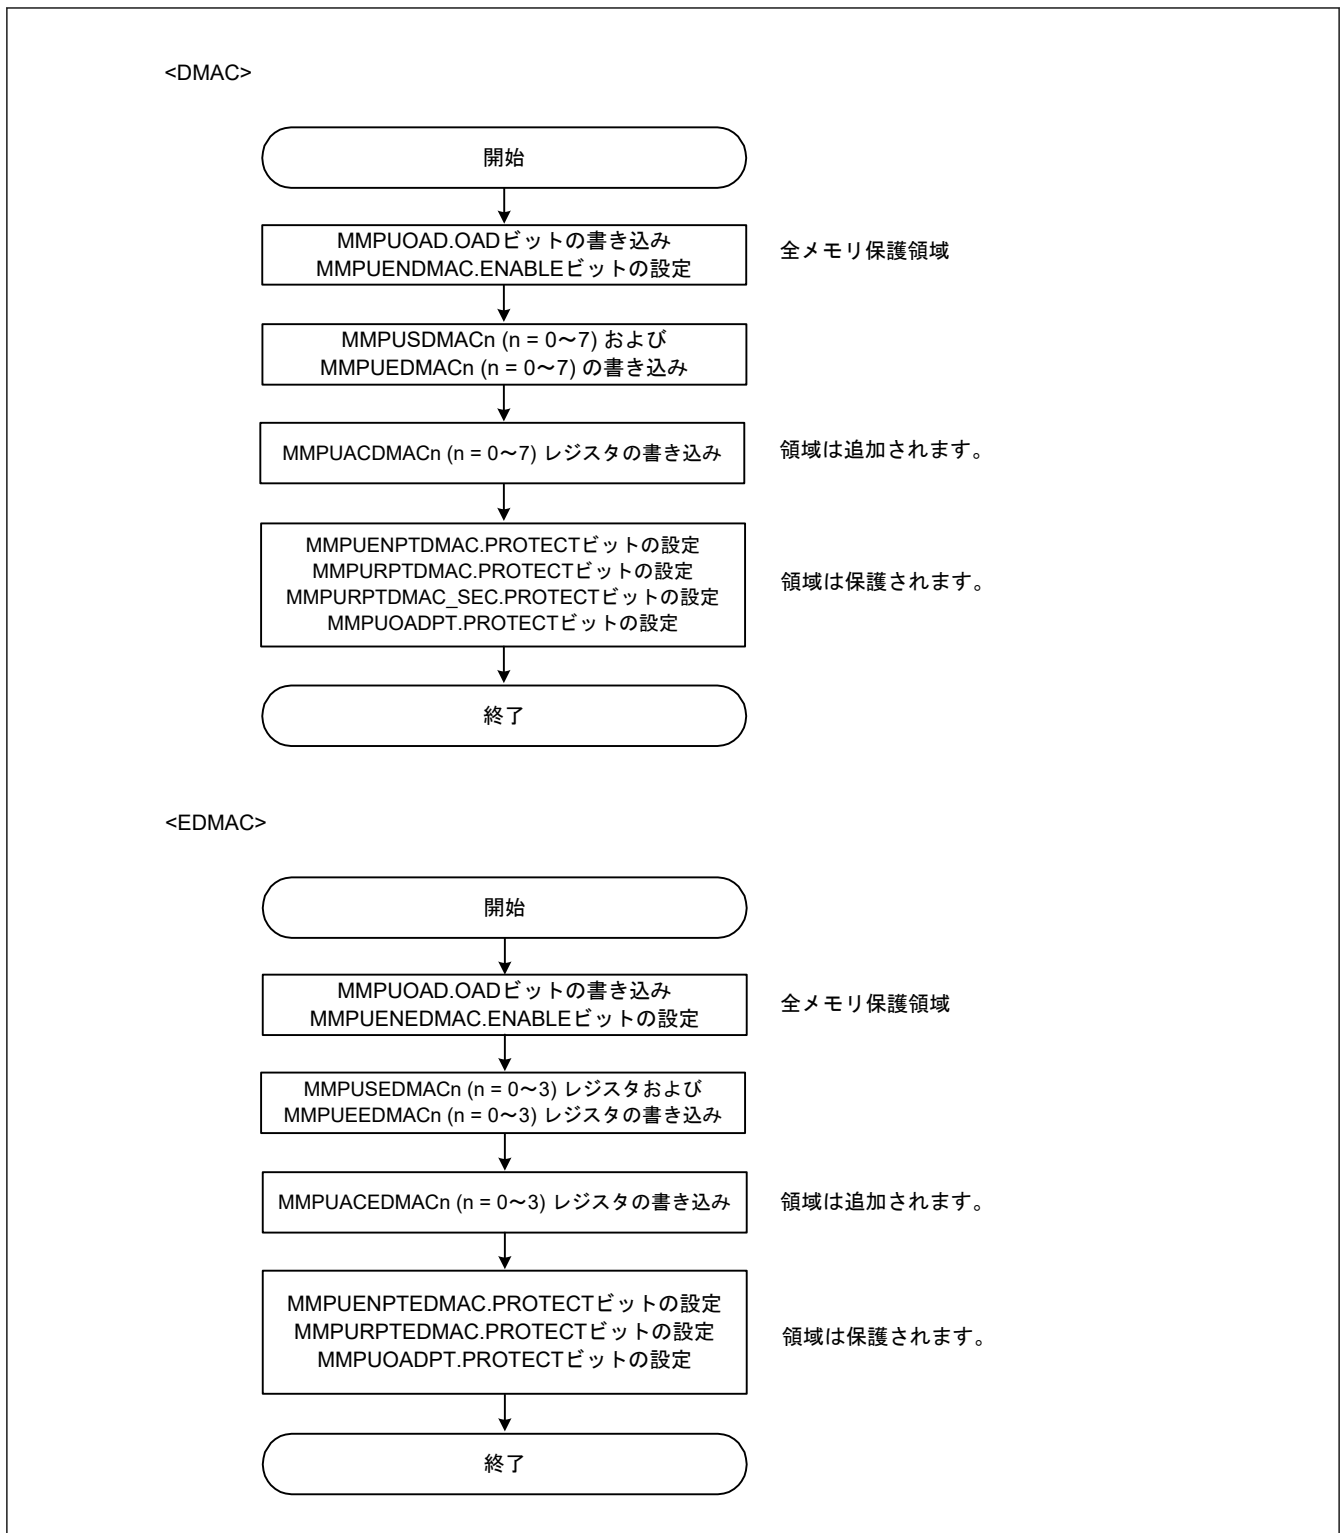 <DMAC>
開始
MMPUOAD.OADビットの書き込み
MMPUENDMAC.ENABLEビットの設定
全メモリ保護領域
MMPUSDMACn (n = 0～7) および
MMPUEDMACn (n = 0～7) の書き込み
MMPUACDMACn (n = 0～7) レジスタの書き込み
領域は追加されます。
MMPUENPTDMAC.PROTECTビットの設定
MMPURPTDMAC.PROTECTビットの設定
MMPURPTDMAC_SEC.PROTECTビットの設定
MMPUOADPT.PROTECTビットの設定
領域は保護されます。
終了
<EDMAC>
開始
MMPUOAD.OADビットの書き込み
MMPUENEDMAC.ENABLEビットの設定
全メモリ保護領域
MMPUSEDMACn (n = 0～3) レジスタおよび
MMPUEEDMACn (n = 0～3) レジスタの書き込み
MMPUACEDMACn (n = 0～3) レジスタの書き込み
領域は追加されます。
MMPUENPTEDMAC.PROTECTビットの設定
MMPURPTEDMAC.PROTECTビットの設定
MMPUOADPT.PROTECTビットの設定
領域は保護されます。
終了